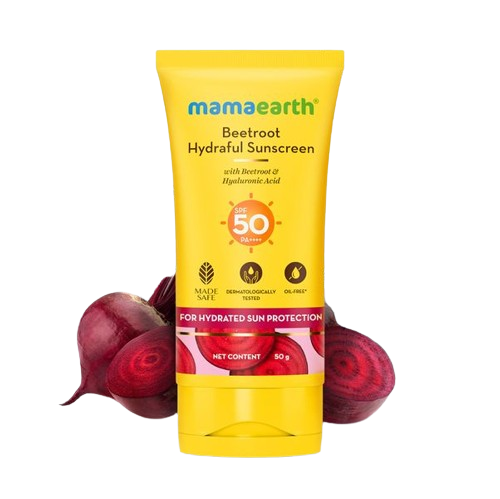 mamaearth®
Beetroot
Hydraful Sunscreen
with Beetroot &
Hyaluronic Acid
SPF
50
PA++++
MADE
SAFE
DERMATOLOGICALLY
TESTED
OIL-FREE*
FOR HYDRATED SUN PROTECTION
NET CONTENT 50 g